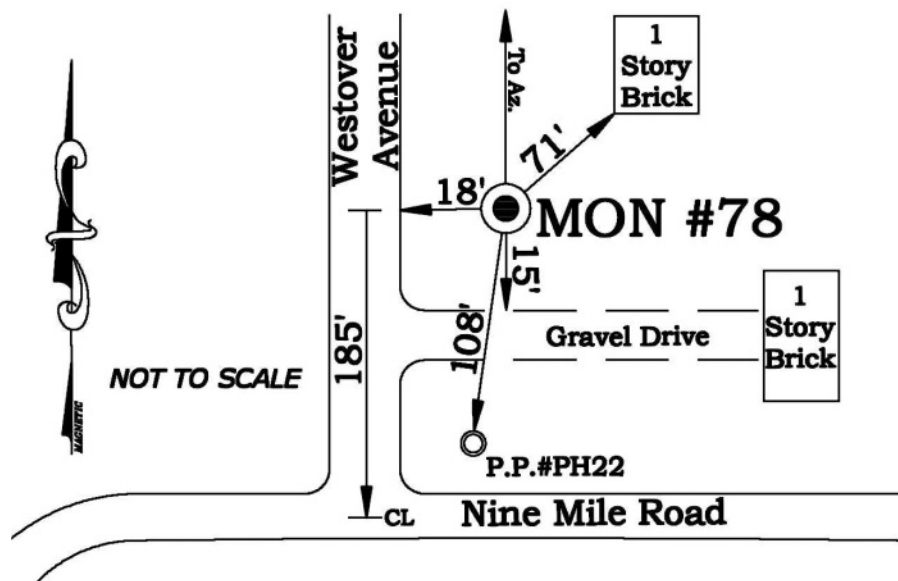 1
Story
Brick
Westover
Avenue
To Az.
71'
18'
MON #78
15'
185'
108'
1
Story
Brick
Gravel Drive
NOT TO SCALE
MAGNETIC
P.P.#PH22
CL
Nine Mile Road